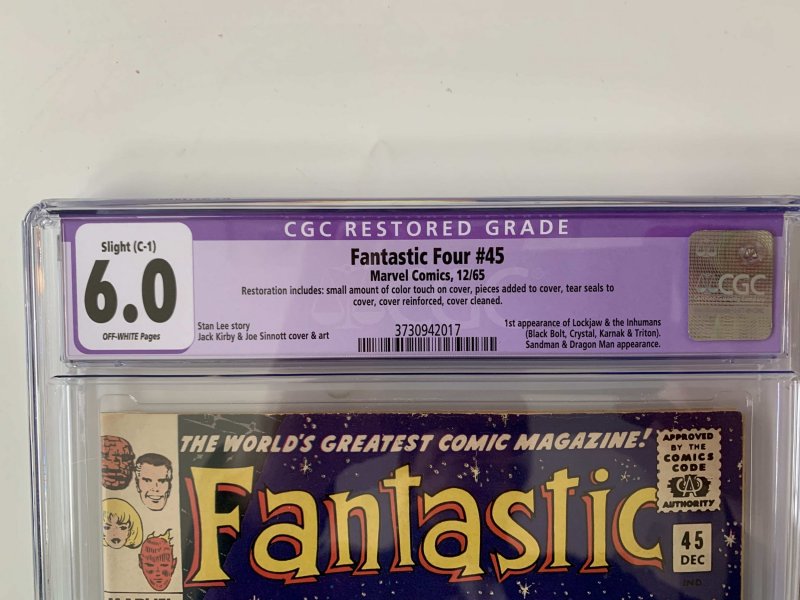 CGC RESTORED GRADE
Slight (C-1)
6.0
OFF-WHITE Pages
Fantastic Four #45
Marvel Comics, 12/65
Restoration includes: small amount of color touch on cover, pieces added to cover, tear seals to
cover, cover reinforced, cover cleaned.
Stan Lee story
Jack Kirby & Joe Sinnott cover & art
3730942017
1st appearance of Lockjaw & the Inhumans
(Black Bolt, Crystal, Karnak & Triton).
Sandman & Dragon Man appearance.
CGC
THE WORLD'S GREATEST COMIC MAGAZINE!
APPROVED
BY THE
COMICS
CODE
AUTHORITY
Fantastic
45
DEC
IND